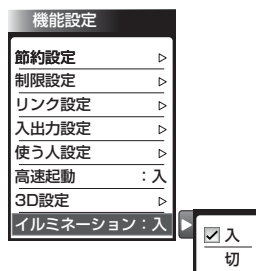 機能設定
節約設定
制限設定
リンク設定
入出力設定
使う人設定
高速起動 : 入
3D設定
イルミネーション : 入
入
切